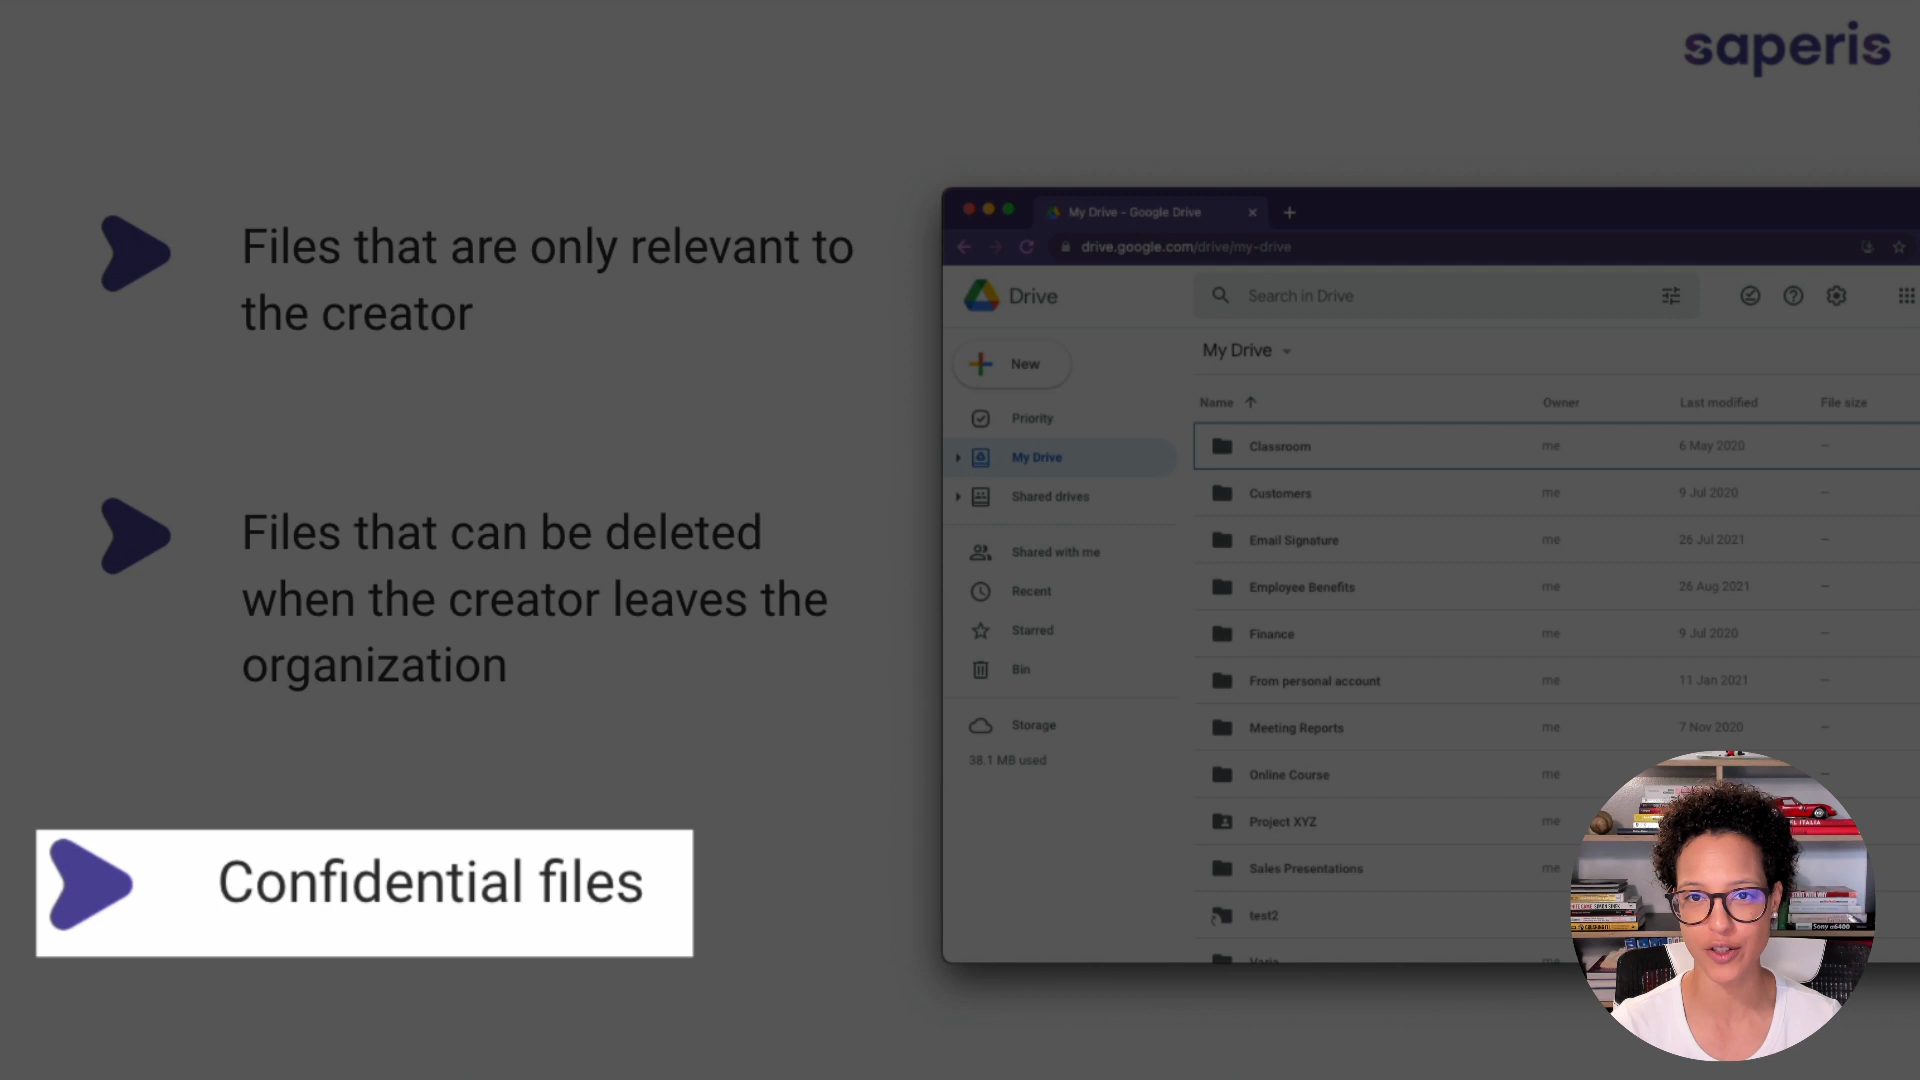 saperis
Files that are only relevant to
the creator
Files that can be deleted
when the creator leaves the
organization
Confidential files
My Drive - Google Drive
drive.google.com/drive/my-drive
Drive
Search in Drive
New
Priority
My Drive
Shared drives
Shared with me
Recent
Starred
Bin
Storage
38.1 MB used
My Drive
Name Owner Last modified File size
Classroom me 6 May 2020 –
Customers me 9 Jul 2020 –
Email Signature me 26 Jul 2021 –
Employee Benefits me 26 Aug 2021 –
Finance me 9 Jul 2020 –
From personal account me 11 Jan 2021 –
Meeting Reports me 7 Nov 2020 –
Online Course me –
Project XYZ me
Sales Presentations me
test2
Varia me
Sony α6400